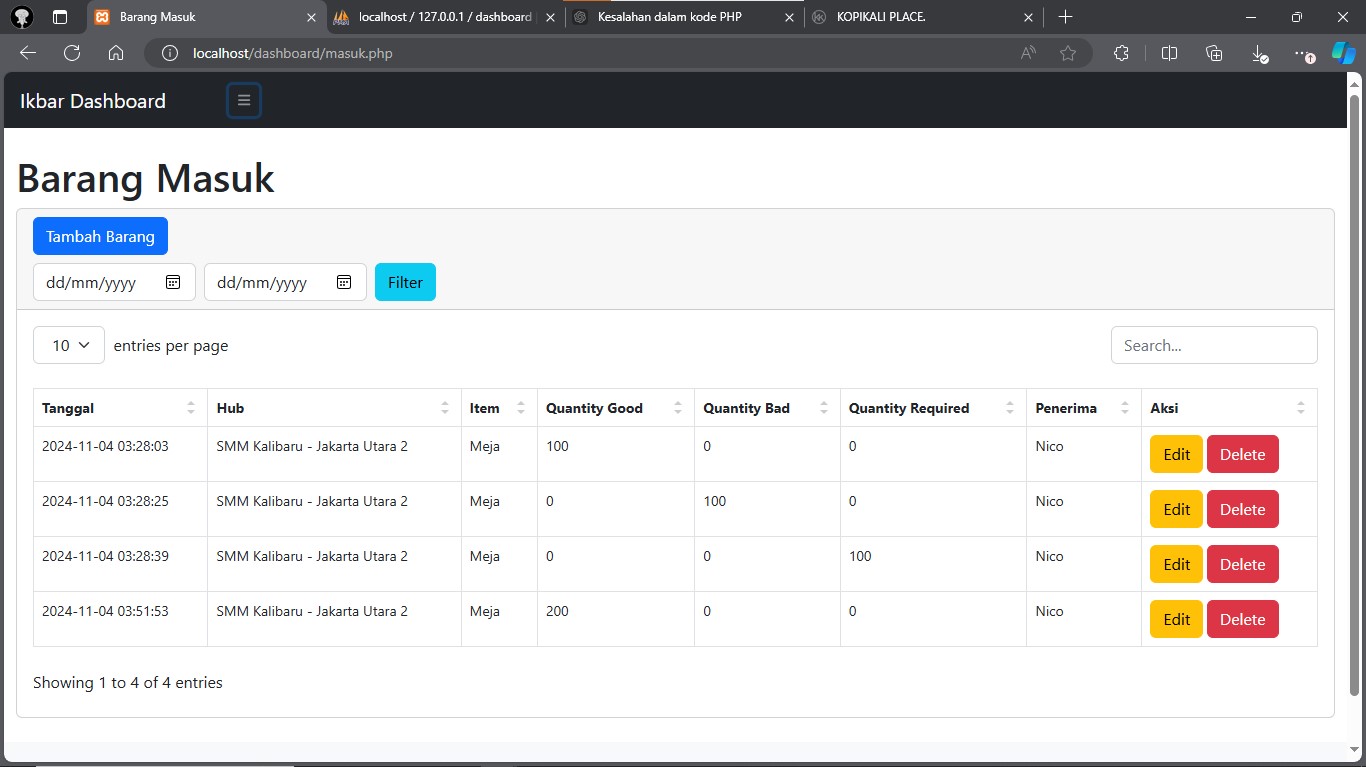 Barang Masuk
localhost / 127.0.0.1 / dashboard
Kesalahan dalam kode PHP
KOPIKALI PLACE.
localhost/dashboard/masuk.php
Ikbar Dashboard
Barang Masuk
Tambah Barang
dd/mm/yyyy dd/mm/yyyy Filter
10 entries per page Search...
Tanggal Hub Item Quantity Good Quantity Bad Quantity Required Penerima Aksi
2024-11-04 03:28:03 SMM Kalibaru - Jakarta Utara 2 Meja 100 0 0 Nico Edit Delete
2024-11-04 03:28:25 SMM Kalibaru - Jakarta Utara 2 Meja 0 100 0 Nico Edit Delete
2024-11-04 03:28:39 SMM Kalibaru - Jakarta Utara 2 Meja 0 0 100 Nico Edit Delete
2024-11-04 03:51:53 SMM Kalibaru - Jakarta Utara 2 Meja 200 0 0 Nico Edit Delete
Showing 1 to 4 of 4 entries